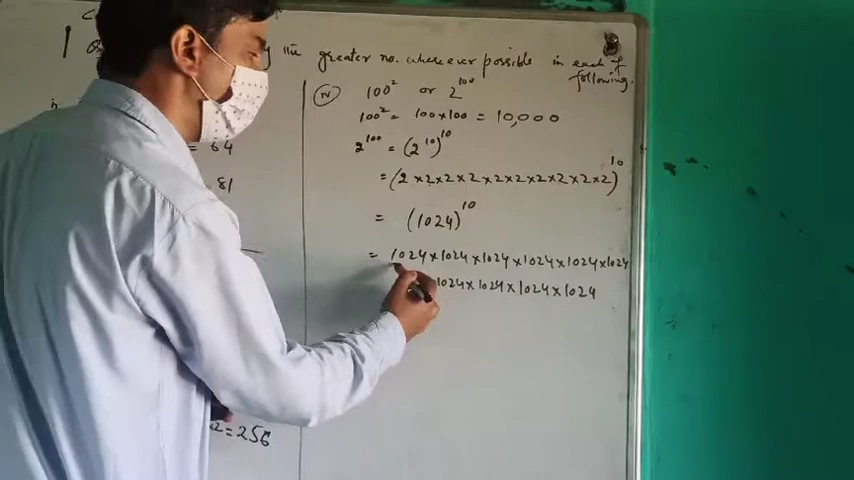 the greater no. wherever possible in each of
following.
= 64
81
2=256
(iv) 100² or 2¹⁰⁰
100² = 100×100 = 10,000
2¹⁰⁰ = (2¹⁰)¹⁰
= (2×2×2×2×2×2×2×2×2×2)¹⁰
= (1024)¹⁰
= 1024×1024×1024×1024×1024×1024
1024×1024×1024×1024